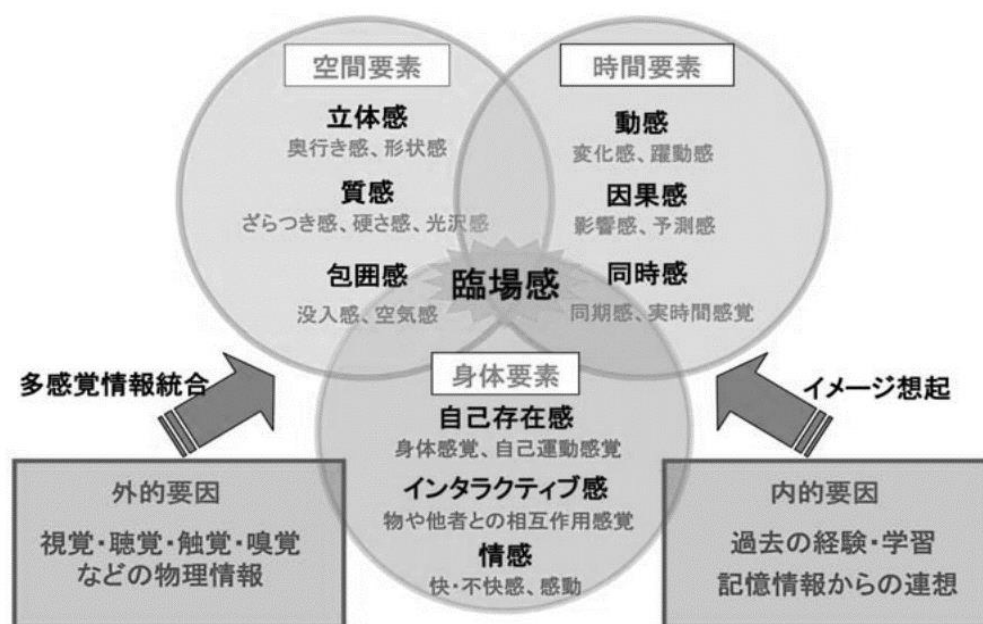 空間要素
立体感
奥行き感、形状感
質感
ざらつき感、硬さ感、光沢感
包囲感
没入感、空気感
時間要素
動感
変化感、躍動感
因果感
影響感、予測感
同時感
同期感、実時間感覚
臨場感
身体要素
自己存在感
身体感覚、自己運動感覚
インタラクティブ感
物や他者との相互作用感覚
情感
快・不快感、感動
多感覚情報統合
イメージ想起
外的要因
視覚・聴覚・触覚・嗅覚
などの物理情報
内的要因
過去の経験・学習
記憶情報からの連想